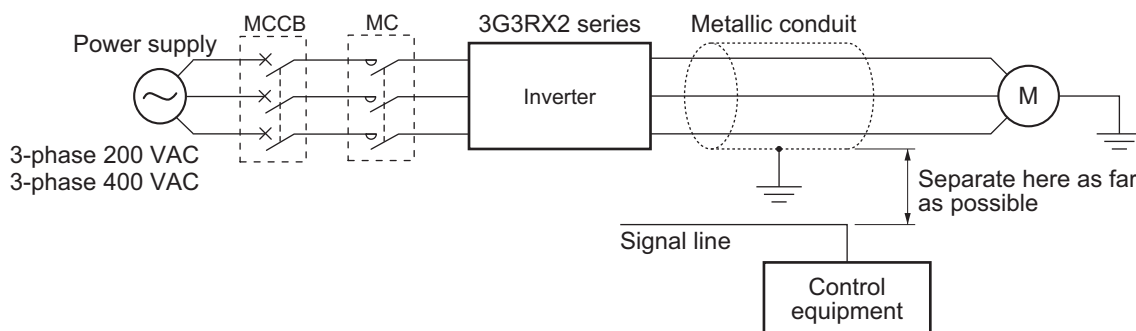 MCCB
MC
3G3RX2 series
Metallic conduit
Power supply
Inverter
M
3-phase 200 VAC
3-phase 400 VAC
Separate here as far
as possible
Signal line
Control
equipment